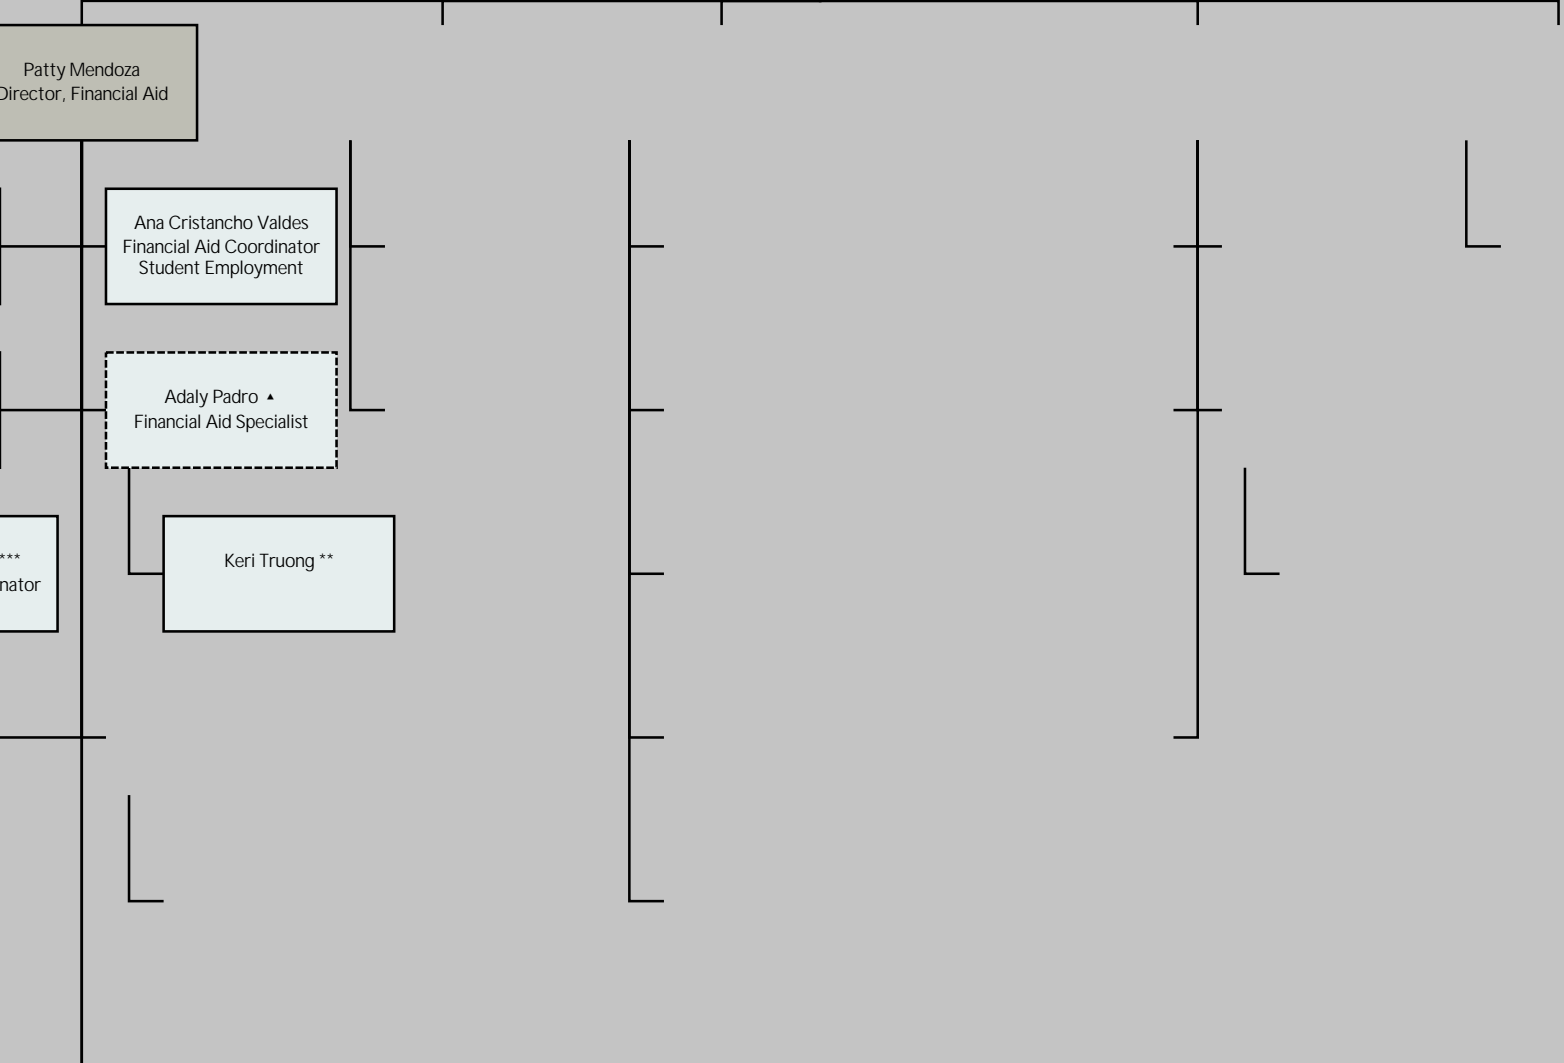 Patty Mendoza
Director, Financial Aid
Ana Cristancho Valdes
Financial Aid Coordinator
Student Employment
Adaly Padro ▲
Financial Aid Specialist
***
nator
Keri Truong **